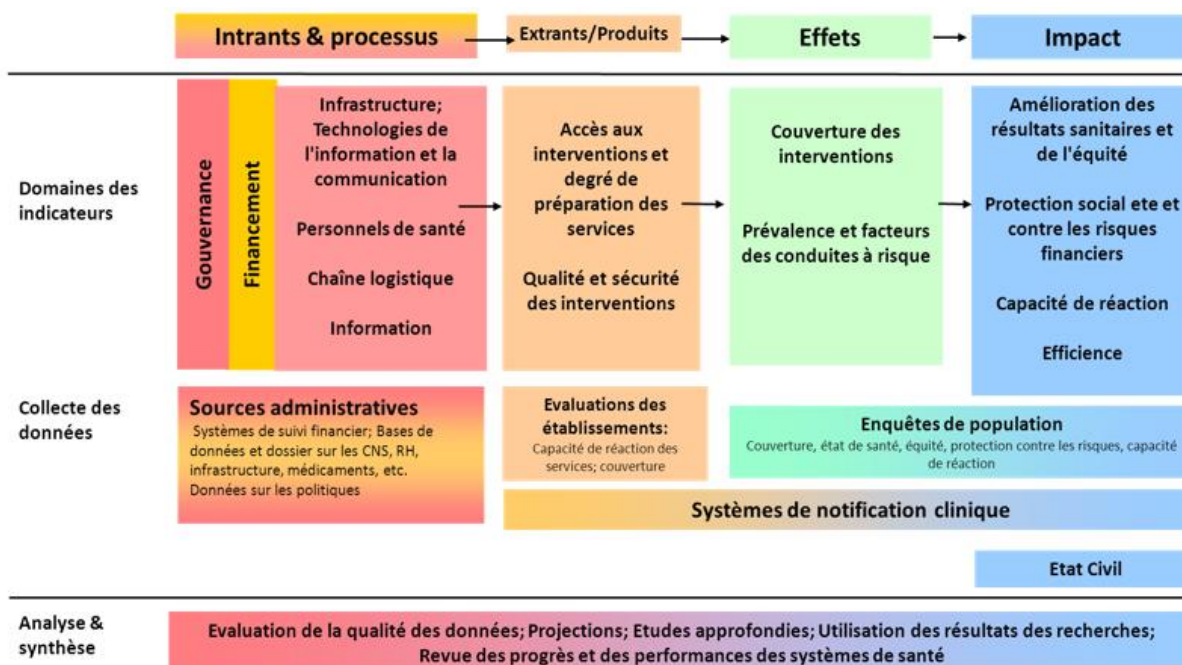 Intrants & processus
Extrants/Produits
Effets
Impact
Domaines des
indicateurs
Gouvernance
Financement
Infrastructure;
Technologies de
l'information et la
communication
Personnels de santé
Chaîne logistique
Information
Accès aux
interventions et
degré de
préparation des
services
Qualité et sécurité
des interventions
Couverture des
interventions
Prévalence et facteurs
des conduites à risque
Amélioration des
résultats sanitaires et
de l'équité
Protection social ete et
contre les risques
financiers
Capacité de réaction
Efficience
Collecte des
données
Sources administratives
Systèmes de suivi financier; Bases de
données et dossier sur les CNS, RH,
infrastructure, médicaments, etc.
Données sur les politiques
Evaluations des
établissements:
Capacité de réaction des
services; couverture
Enquêtes de population
Couverture, état de santé, équité, protection contre les risques, capacité
de réaction
Systèmes de notification clinique
Etat Civil
Analyse &
synthèse
Evaluation de la qualité des données; Projections; Etudes approfondies; Utilisation des résultats des recherches;
Revue des progrès et des performances des systèmes de santé